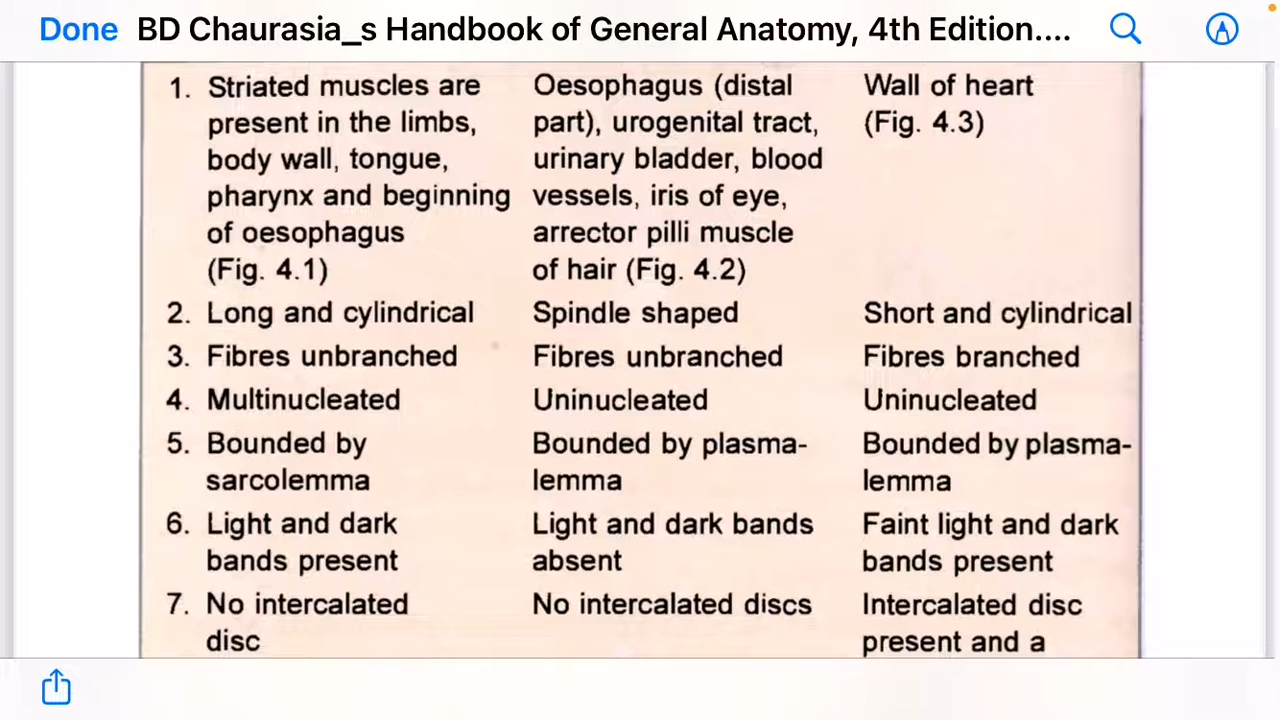 Done BD Chaurasia_s Handbook of General Anatomy, 4th Edition....
1. Striated muscles are Oesophagus (distal Wall of heart
present in the limbs, part), urogenital tract, (Fig. 4.3)
body wall, tongue, urinary bladder, blood
pharynx and beginning vessels, iris of eye,
of oesophagus arrector pilli muscle
(Fig. 4.1) of hair (Fig. 4.2)
2. Long and cylindrical Spindle shaped Short and cylindrical
3. Fibres unbranched Fibres unbranched Fibres branched
4. Multinucleated Uninucleated Uninucleated
5. Bounded by Bounded by plasma- Bounded by plasma-
sarcolemma lemma lemma
6. Light and dark Light and dark bands Faint light and dark
bands present absent bands present
7. No intercalated No intercalated discs Intercalated disc
disc present and a